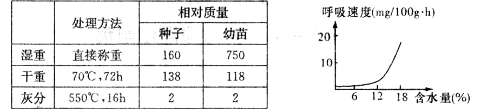 处理方法 相对质量
种子 幼苗
湿重 直接称重 160 750
干重 70℃,72h 138 118
灰分 550℃,16h 2 2
呼吸速度(mg/100g·h)
20
10
6 12 18 含水量(%)